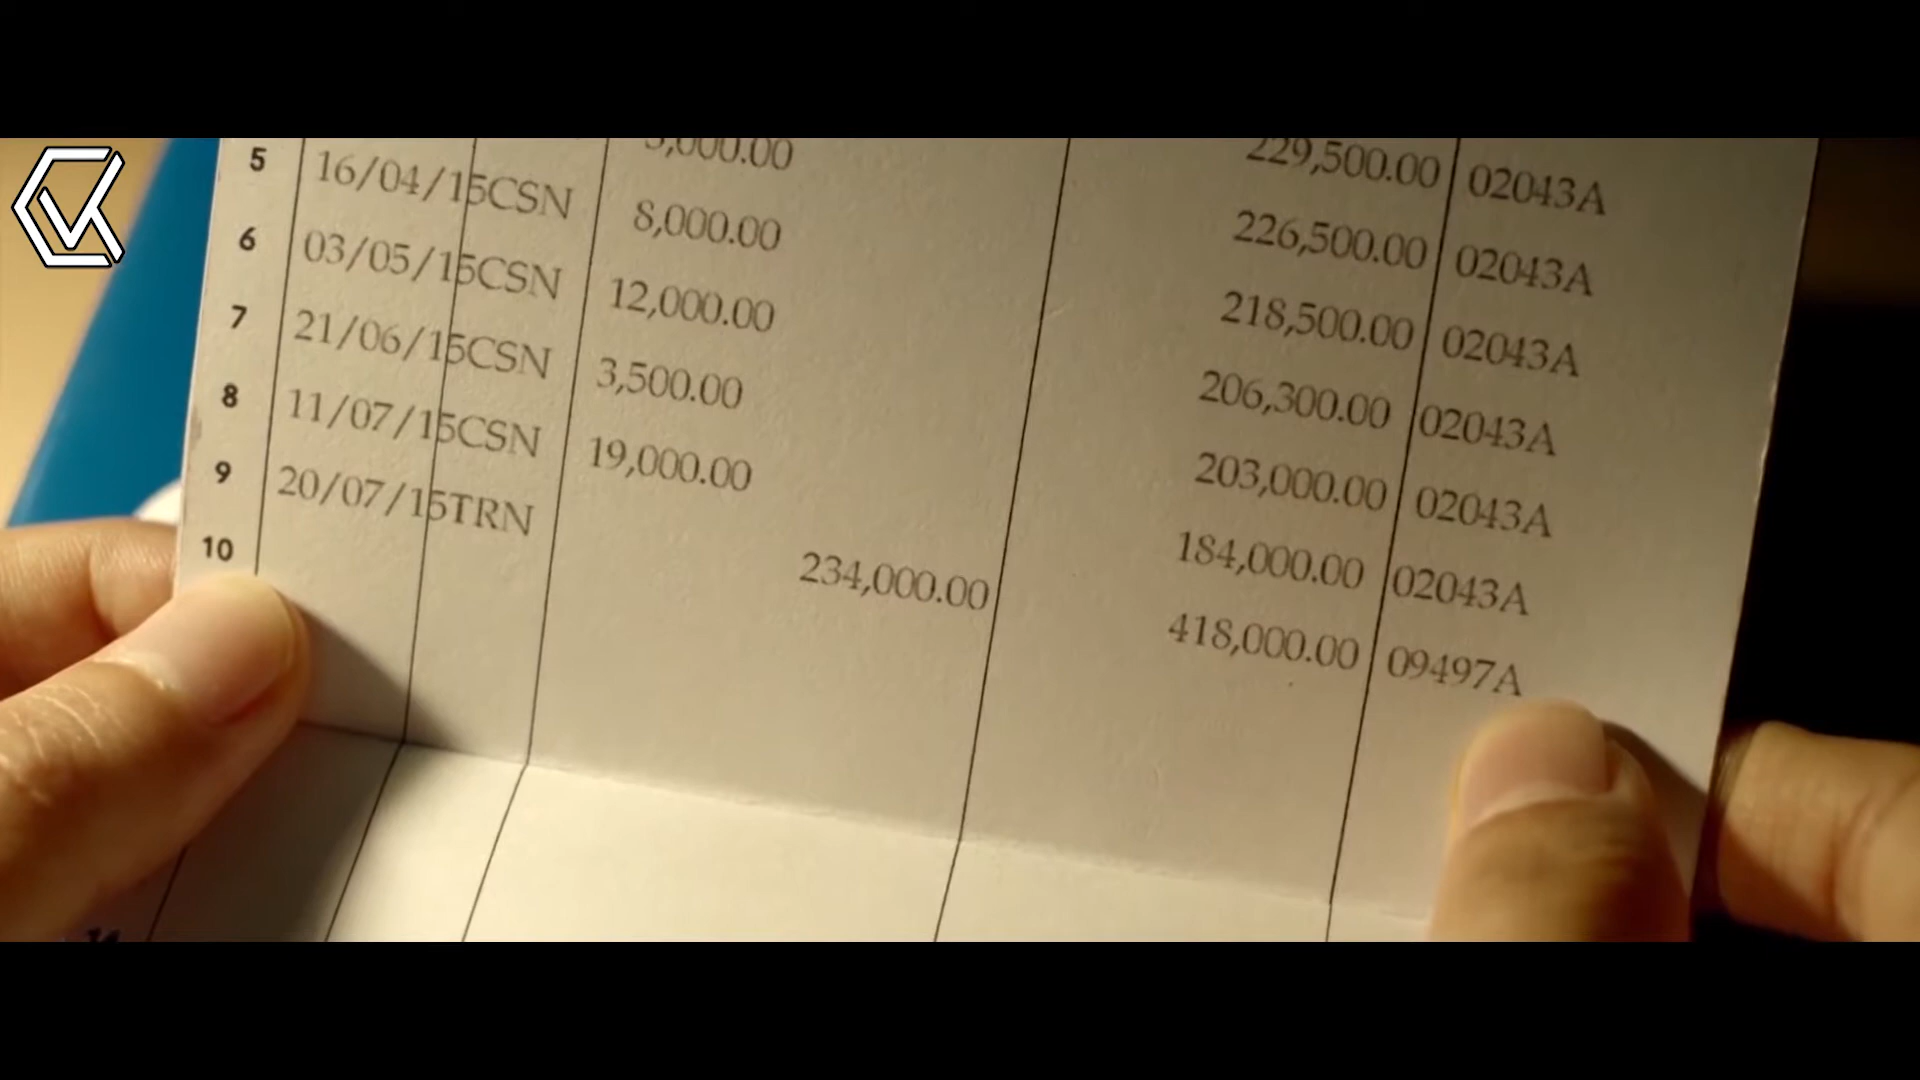 229,500.00 02043A
226,500.00 02043A
5 16/04/15CSN 8,000.00 218,500.00 02043A
6 03/05/15CSN 12,000.00 206,300.00 02043A
7 21/06/15CSN 3,500.00 203,000.00 02043A
8 11/07/15CSN 19,000.00 184,000.00 02043A
9 20/07/15TRN 234,000.00 418,000.00 09497A
10